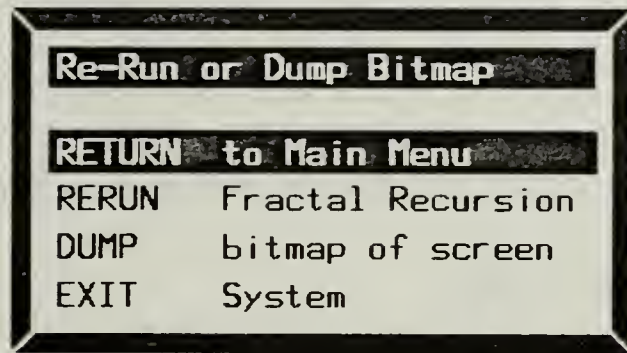 Re-Run or Dump Bitmap
RETURN to Main Menu
RERUN Fractal Recursion
DUMP bitmap of screen
EXIT System